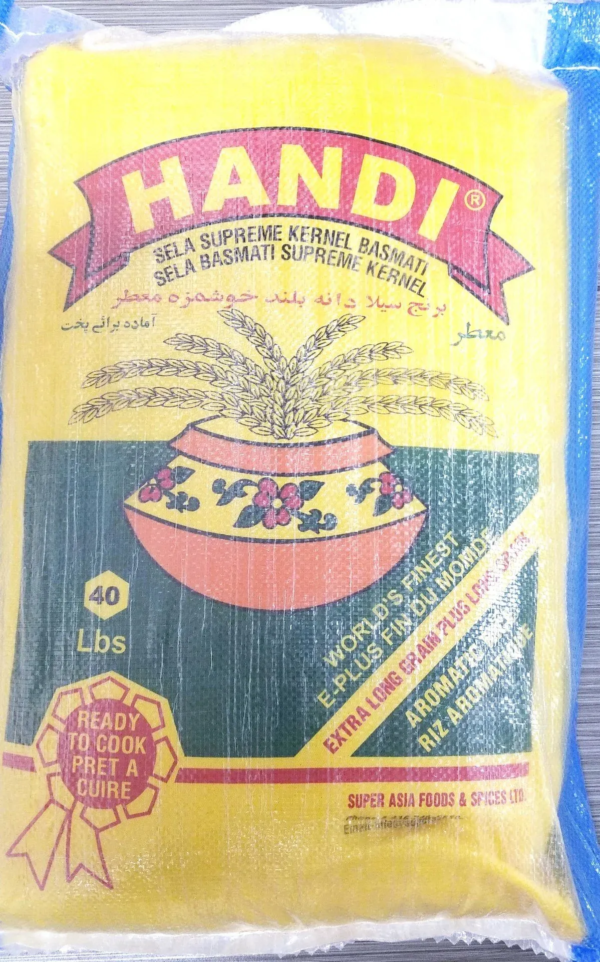 HANDI®
SELA SUPREME KERNEL BASMATI
SELA BASMATI SUPREME KERNEL
برنج سیلا دانه بلند خوشمزه معطر
آماده برائے پخت
معطر
40
Lbs
WORLD'S FINEST
E-PLUS FIN DU MOMDE
EXTRA LONG GRAIN PLUS LONG GRAIN
AROMATIC RICE
RIZ AROMATIQUE
READY
TO COOK
PRET A
CUIRE
SUPER ASIA FOODS & SPICES LTD.